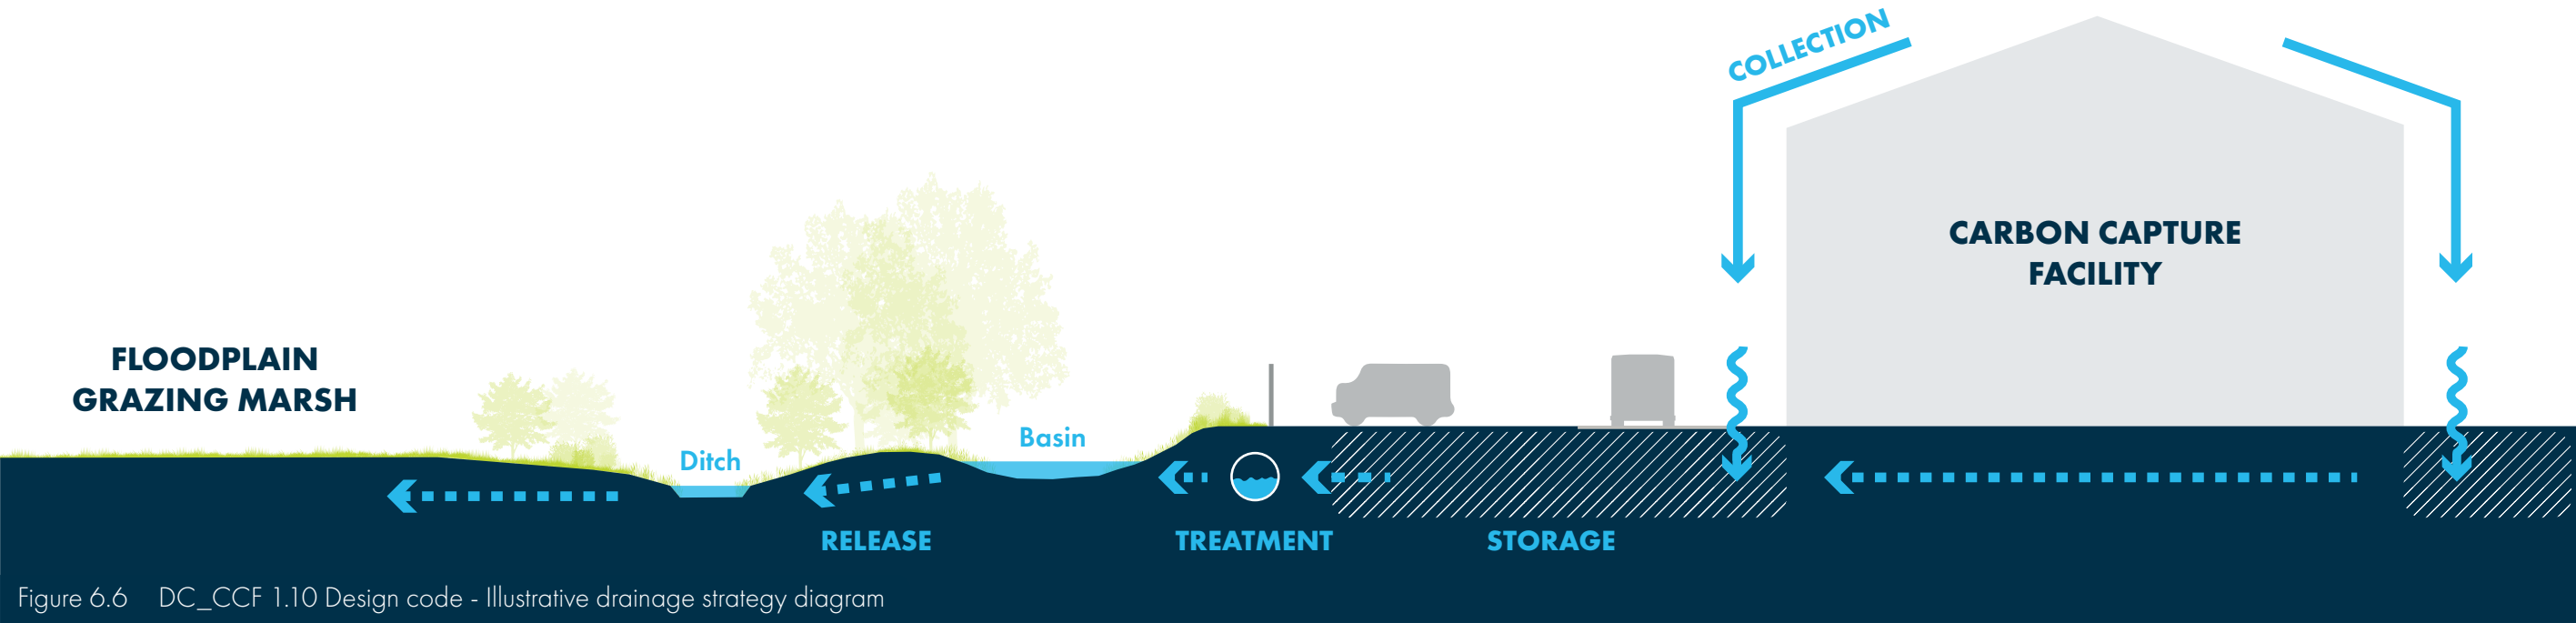 COLLECTION
CARBON CAPTURE
FACILITY
FLOODPLAIN
GRAZING MARSH
Ditch
Basin
RELEASE
TREATMENT
STORAGE
Figure 6.6 DC_CCF 1.10 Design code - Illustrative drainage strategy diagram